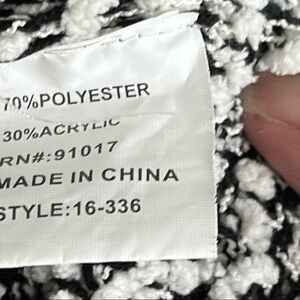 70%POLYESTER
30%ACRYLIC
RN#:91017
MADE IN CHINA
STYLE:16-336